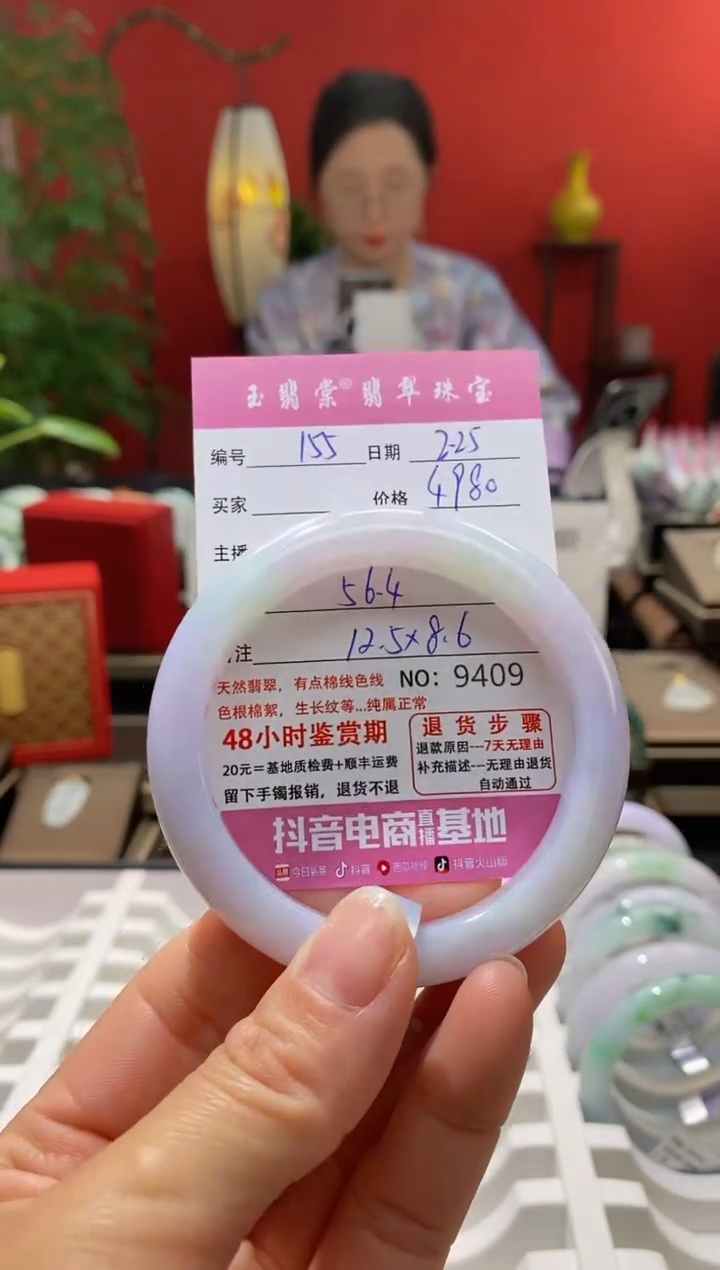 玉翡棠® 翡翠珠宝
编号 155 日期 2-25
买家 价格 4980
主播
56.4
注 12.5×8.6
天然翡翠，有点棉线色线 NO：9409
色根棉絮，生长纹等...纯属正常
48小时鉴赏期
20元=基地质检费+顺丰运费
留下手镯报销，退货不退
退货步骤
退款原因---7天无理由
补充描述---无理由退货
自动通过
抖音电商直播基地
头条 今日头条 抖音 西瓜视频 抖音火山版